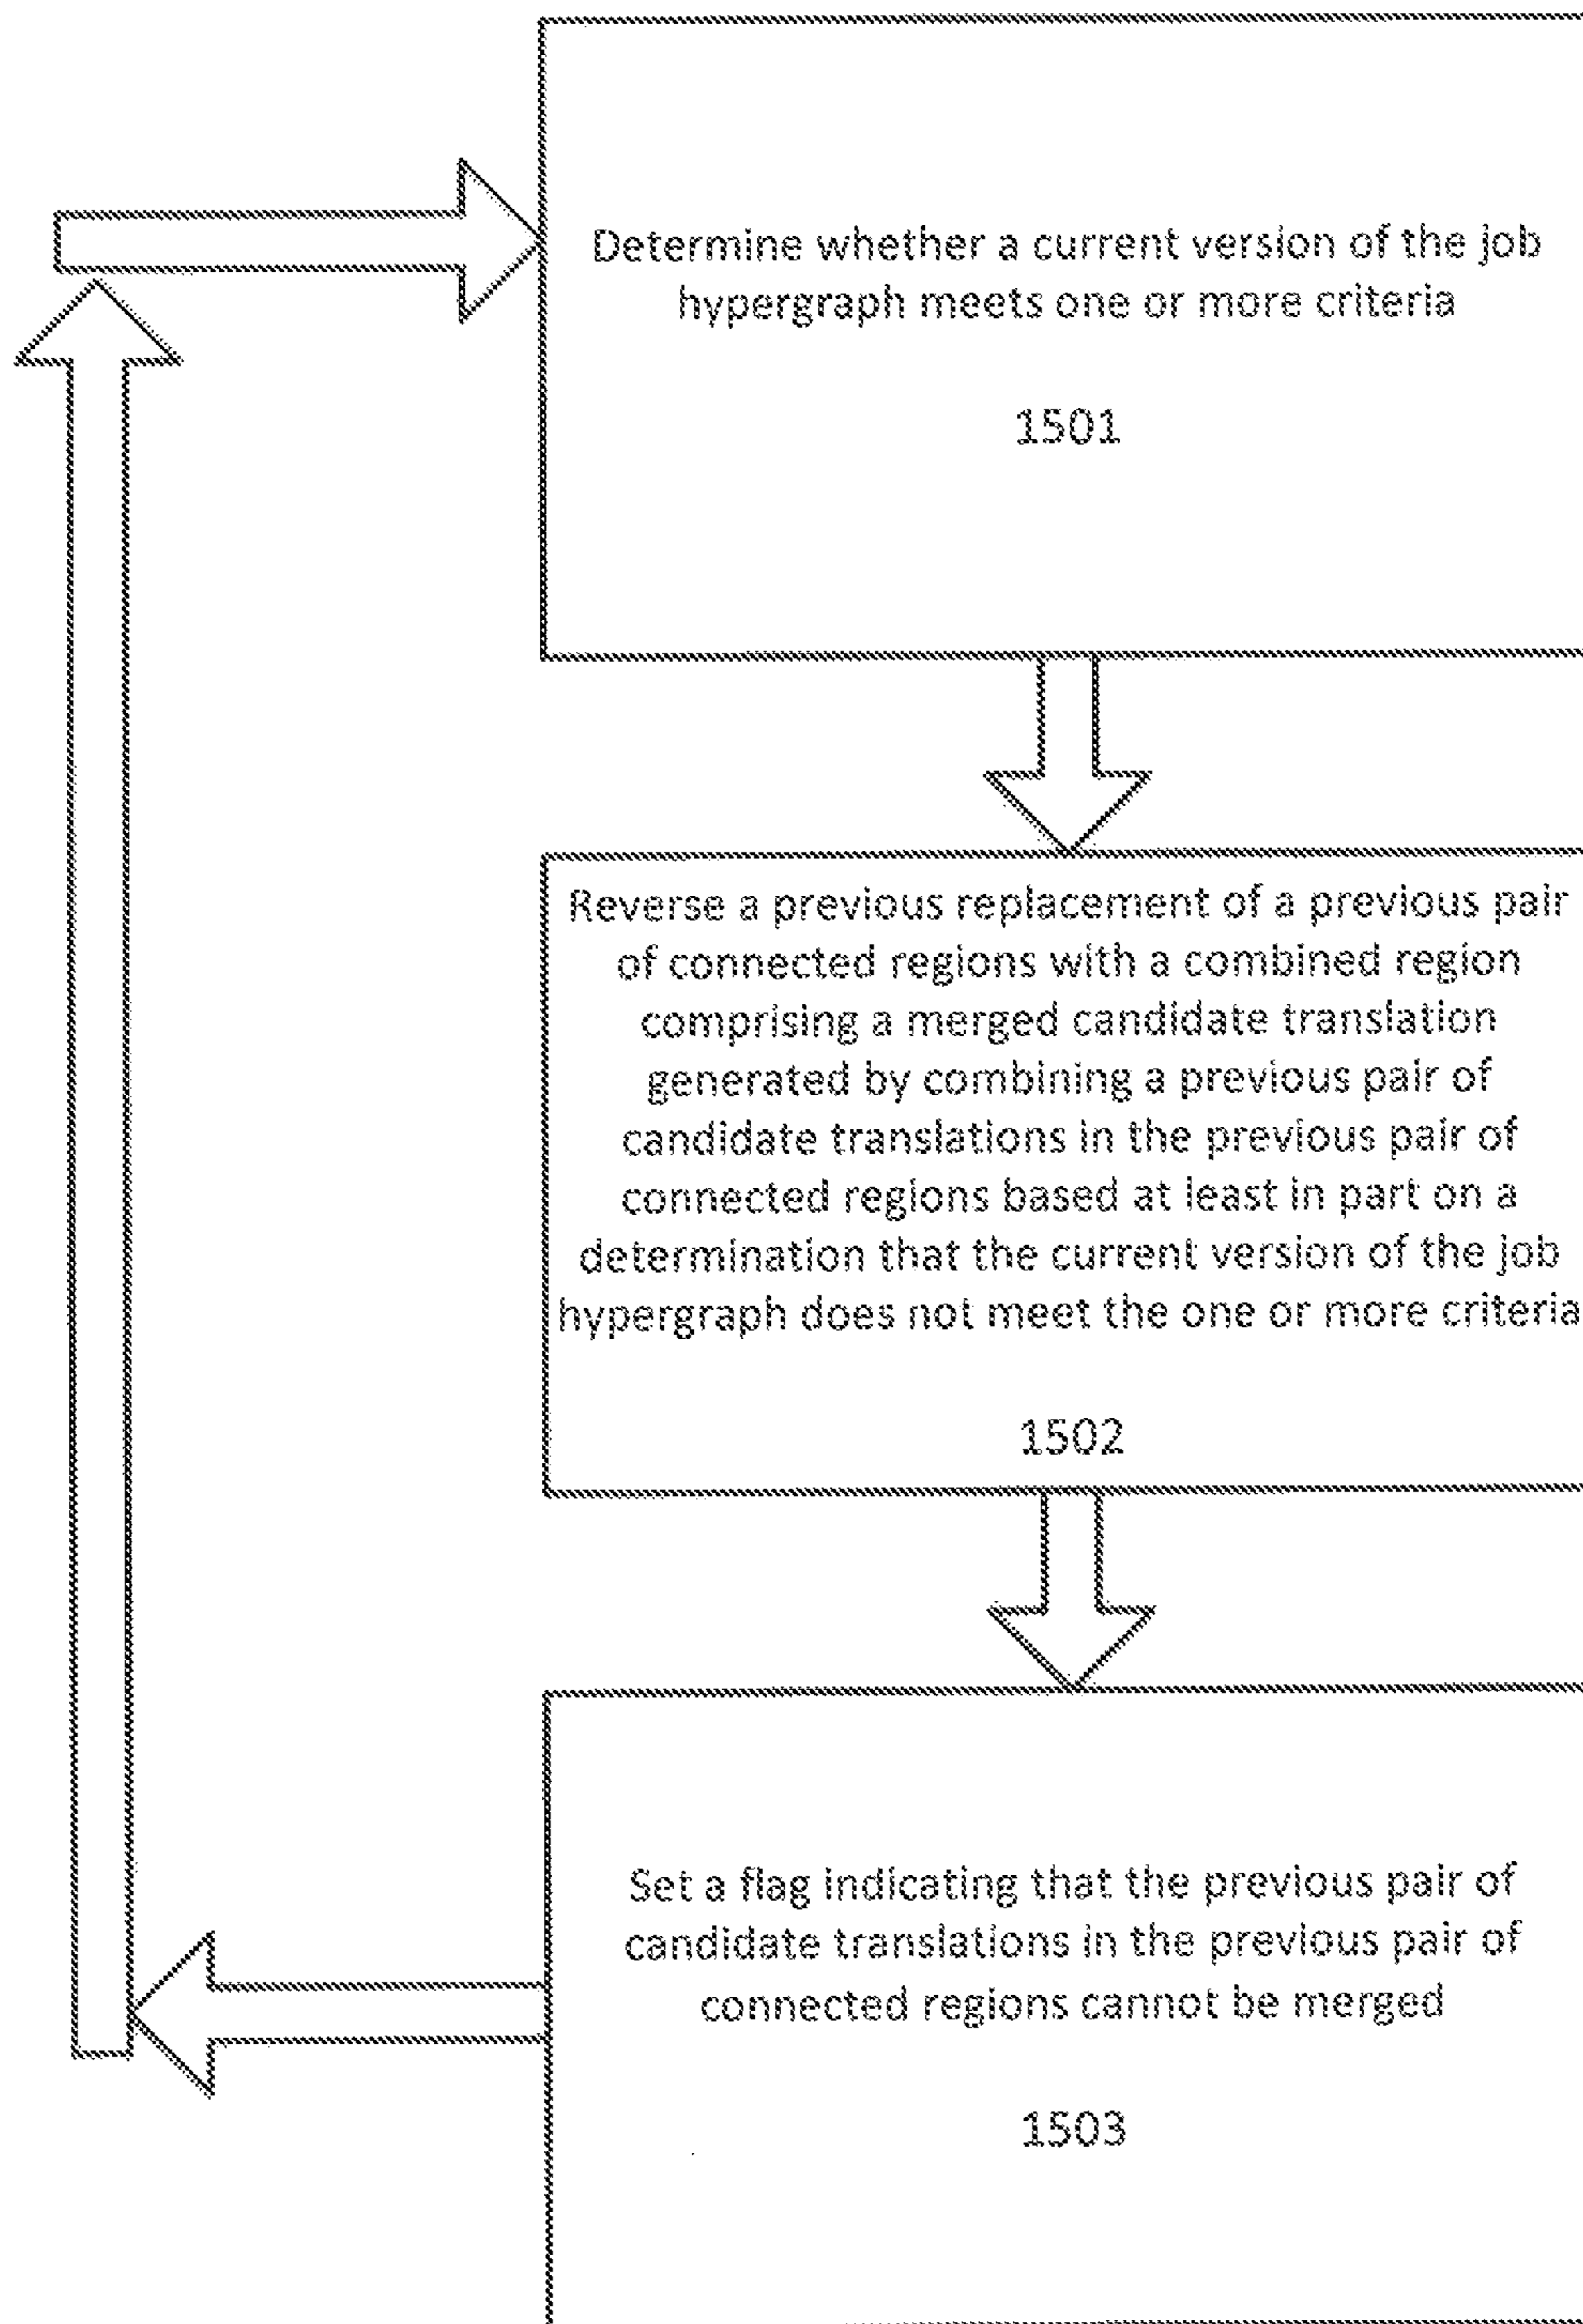 Determine whether a current version of the job
hypergraph meets one or more criteria
1501
Reverse a previous replacement of a previous pair
of connected regions with a combined region
comprising a merged candidate translation
generated by combining a previous pair of
candidate translations in the previous pair of
connected regions based at least in part on a
determination that the current version of the job
hypergraph does not meet the one or more criteria
1502
Set a flag indicating that the previous pair of
candidate translations in the previous pair of
connected regions cannot be merged
1503